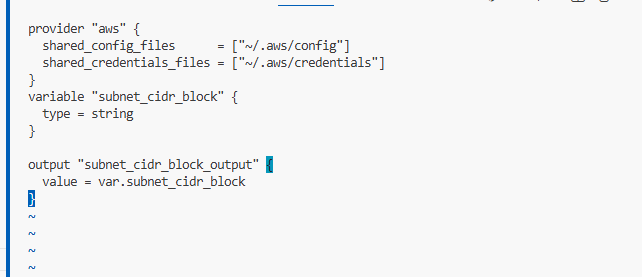 provider "aws" {
  shared_config_files      = ["~/.aws/config"]
  shared_credentials_files = ["~/.aws/credentials"]
}
variable "subnet_cidr_block" {
  type = string
}

output "subnet_cidr_block_output" {
  value = var.subnet_cidr_block
}
~
~
~
~